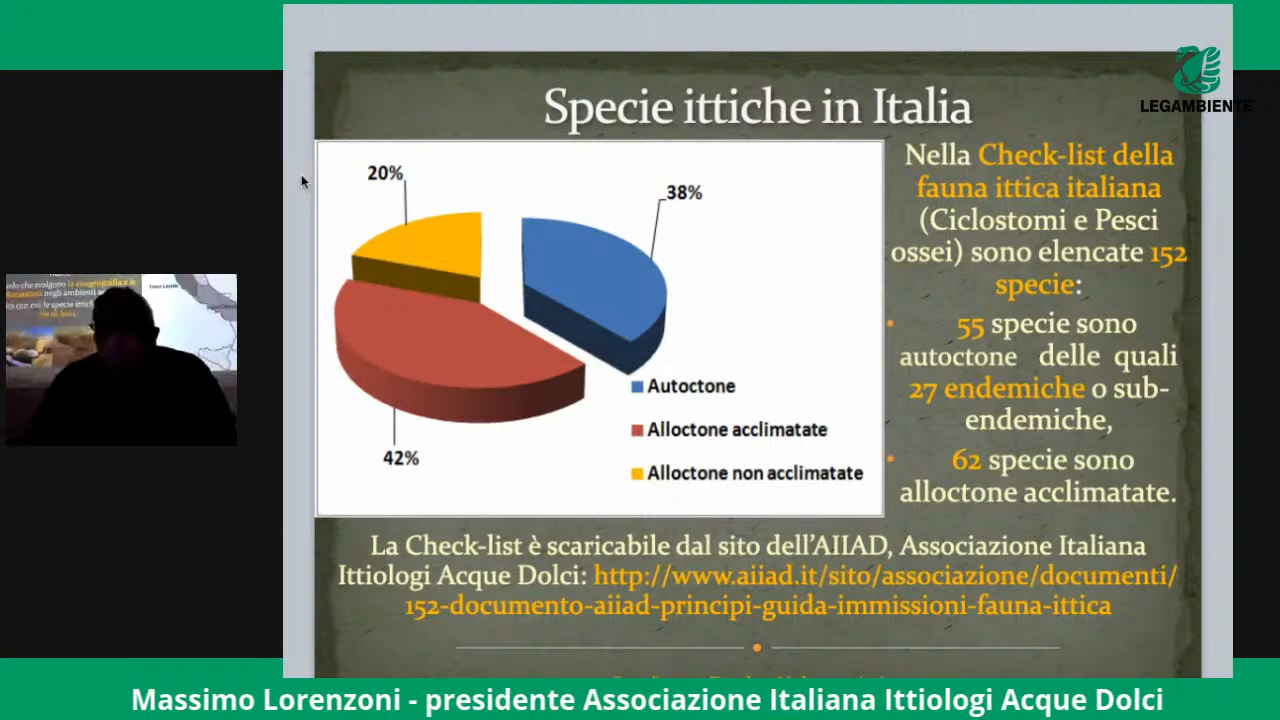 LEGAMBIENTE
Specie ittiche in Italia
20%
38%
42%
Autoctone
Alloctone acclimatate
Alloctone non acclimatate
Nella Check-list della
fauna ittica italiana
(Ciclostomi e Pesci
ossei) sono elencate 152
specie:
55 specie sono
autoctone delle quali
27 endemiche o sub-
endemiche,
62 specie sono
alloctone acclimatate.
La Check-list è scaricabile dal sito dell'AIIAD, Associazione Italiana
Ittiologi Acque Dolci: http://www.aiiad.it/sito/associazione/documenti/
152-documento-aiiad-principi-guida-immissioni-fauna-ittica
Massimo Lorenzoni - presidente Associazione Italiana Ittiologi Acque Dolci